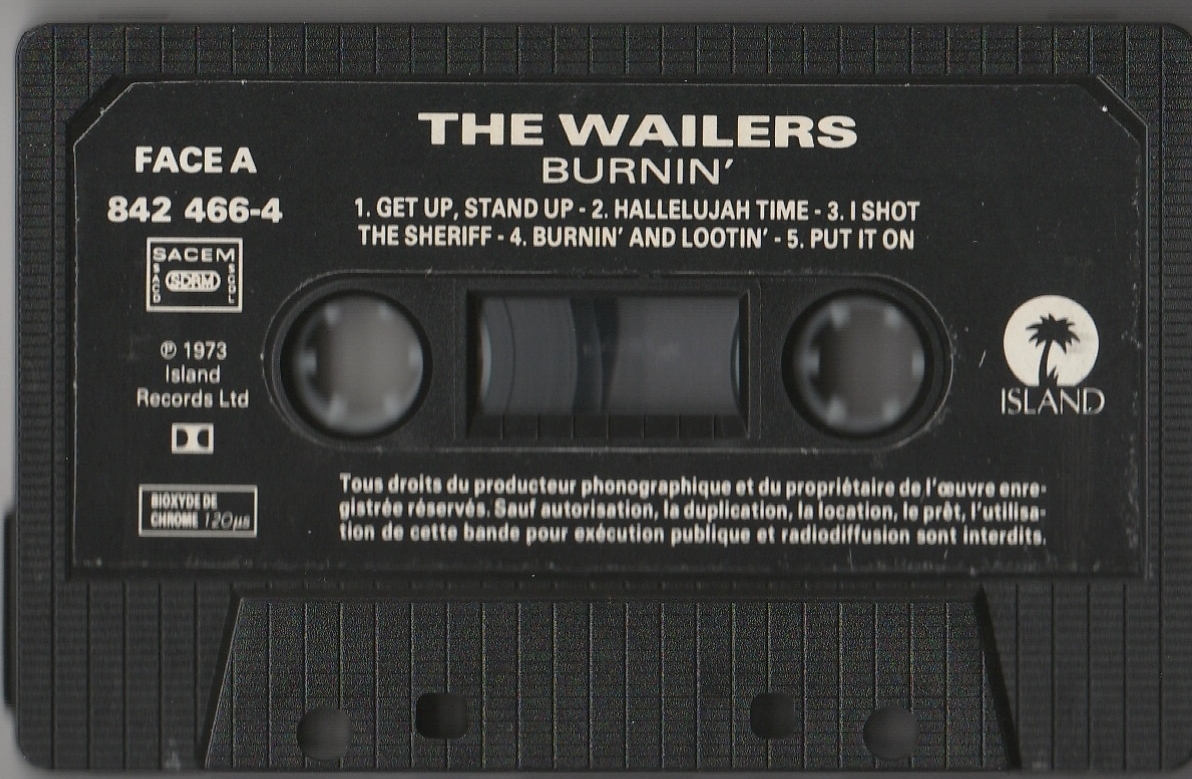 THE WAILERS
BURNIN'
FACE A
842 466-4
1. GET UP, STAND UP - 2. HALLELUJAH TIME - 3. I SHOT
THE SHERIFF - 4. BURNIN' AND LOOTIN' - 5. PUT IT ON
SACEM
SACD SDRM SCGL
℗ 1973
Island
Records Ltd
ISLAND
BIOXYDE DE
CHROME 120µs
Tous droits du producteur phonographique et du propriétaire de l'œuvre enre-
gistrée réservés. Sauf autorisation, la duplication, la location, le prêt, l'utilisa-
tion de cette bande pour exécution publique et radiodiffusion sont interdits.